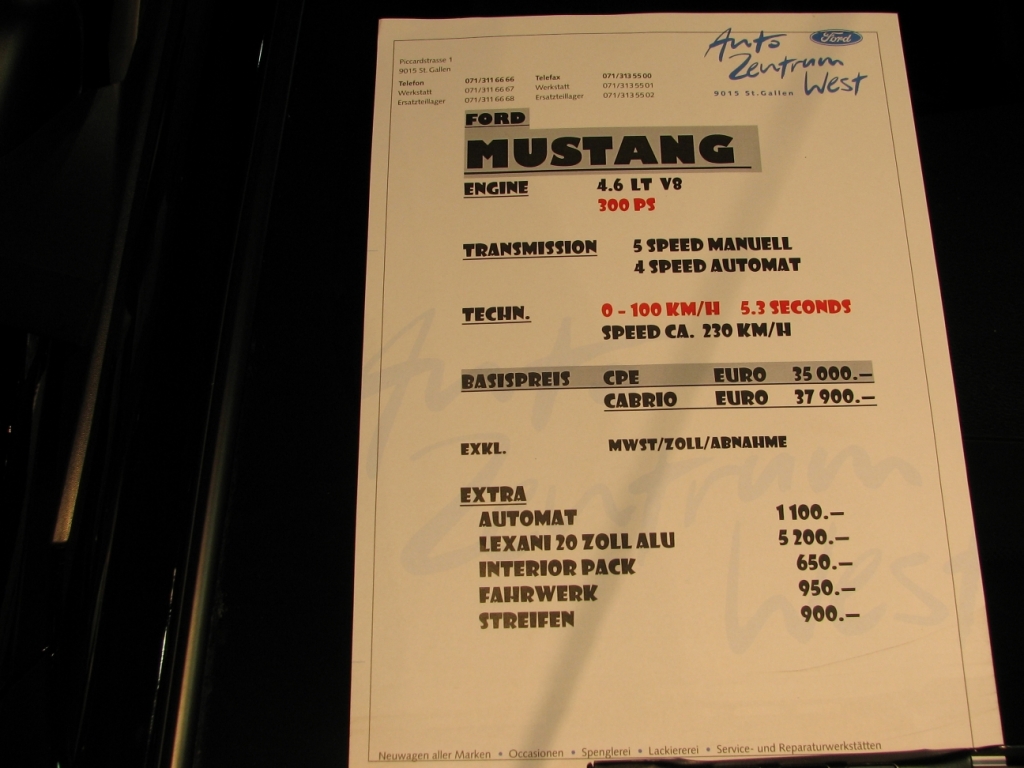 Auto
Zentrum
West
Ford
9015 St.Gallen
Piccardstrasse 1
9015 St. Gallen
Telefon 071/311 66 66 Telefax 071/313 55 00
Werkstatt 071/311 66 67 Werkstatt 071/313 55 01
Ersatzteillager 071/311 66 68 Ersatzteillager 071/313 55 02
FORD
MUSTANG
ENGINE 4.6 LT V8
300 PS
TRANSMISSION 5 SPEED MANUELL
4 SPEED AUTOMAT
TECHN. 0 - 100 KM/H 5.3 SECONDS
SPEED CA. 230 KM/H
BASISPREIS CPE EURO 35 000.—
CABRIO EURO 37 900.—
EXKL. MWST/ZOLL/ABNAHME
EXTRA
AUTOMAT 1 100.—
LEXANI 20 ZOLL ALU 5 200.—
INTERIOR PACK 650.—
FAHRWERK 950.—
STREIFEN 900.—
Auto
Zentrum
West
Neuwagen aller Marken • Occasionen • Spenglerei • Lackiererei • Service- und Reparaturwerkstätten